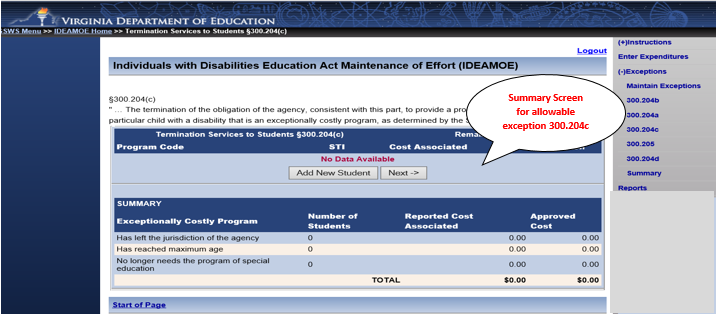 VIRGINIA DEPARTMENT OF EDUCATION
SSWS Menu >> IDEAMOE Home >> Termination Services to Students §300.204(c)
Logout
Individuals with Disabilities Education Act Maintenance of Effort (IDEAMOE)
§300.204(c)
" ... The termination of the obligation of the agency, consistent with this part, to provide a
particular child with a disability that is an exceptionally costly program, as determined by the
Termination Services to Students §300.204(c)
Program Code STI Cost Associated
No Data Available
Add New Student Next ->
SUMMARY
Exceptionally Costly Program Number of Students Reported Cost Associated Approved Cost
Has left the jurisdiction of the agency 0 0.00 0.00
Has reached maximum age 0 0.00 0.00
No longer needs the program of special education 0 0.00 0.00
TOTAL $0.00 $0.00
Start of Page
Summary Screen
for allowable
exception 300.204c
(+)Instructions
Enter Expenditures
(-)Exceptions
Maintain Exceptions
300.204b
300.204a
300.204c
300.205
300.204d
Summary
Reports